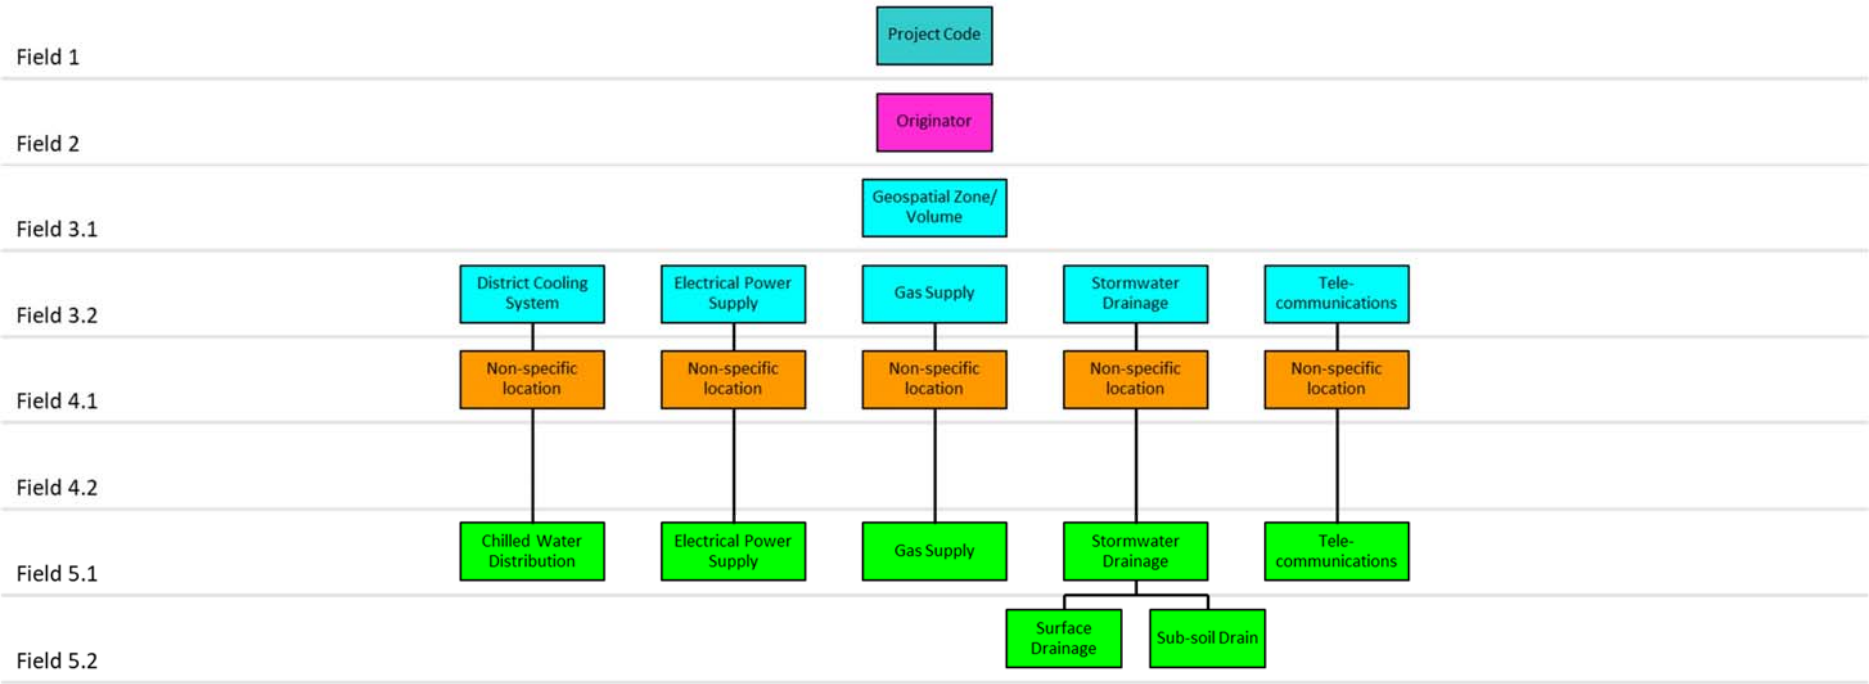 Project Code
Field 1
Originator
Field 2
Geospatial Zone/
Volume
Field 3.1
District Cooling
System
Electrical Power
Supply
Gas Supply
Stormwater
Drainage
Tele-
communications
Field 3.2
Non-specific
location
Non-specific
location
Non-specific
location
Non-specific
location
Non-specific
location
Field 4.1
Field 4.2
Chilled Water
Distribution
Electrical Power
Supply
Gas Supply
Stormwater
Drainage
Tele-
communications
Field 5.1
Surface
Drainage
Sub-soil Drain
Field 5.2